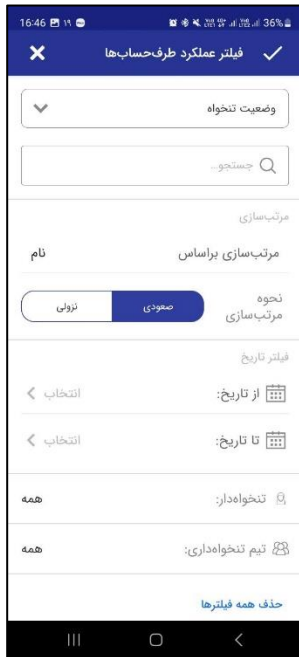 16:46 ۱۹ 36%
فیلتر عملکرد طرف‌حساب‌ها
وضعیت تنخواه
جستجو...
مرتب‌سازی
مرتب‌سازی براساس نام
نحوه مرتب‌سازی صعودی نزولی
فیلتر تاریخ
از تاریخ: انتخاب
تا تاریخ: انتخاب
تنخواه‌دار: همه
تیم تنخواه‌داری: همه
حذف همه فیلترها